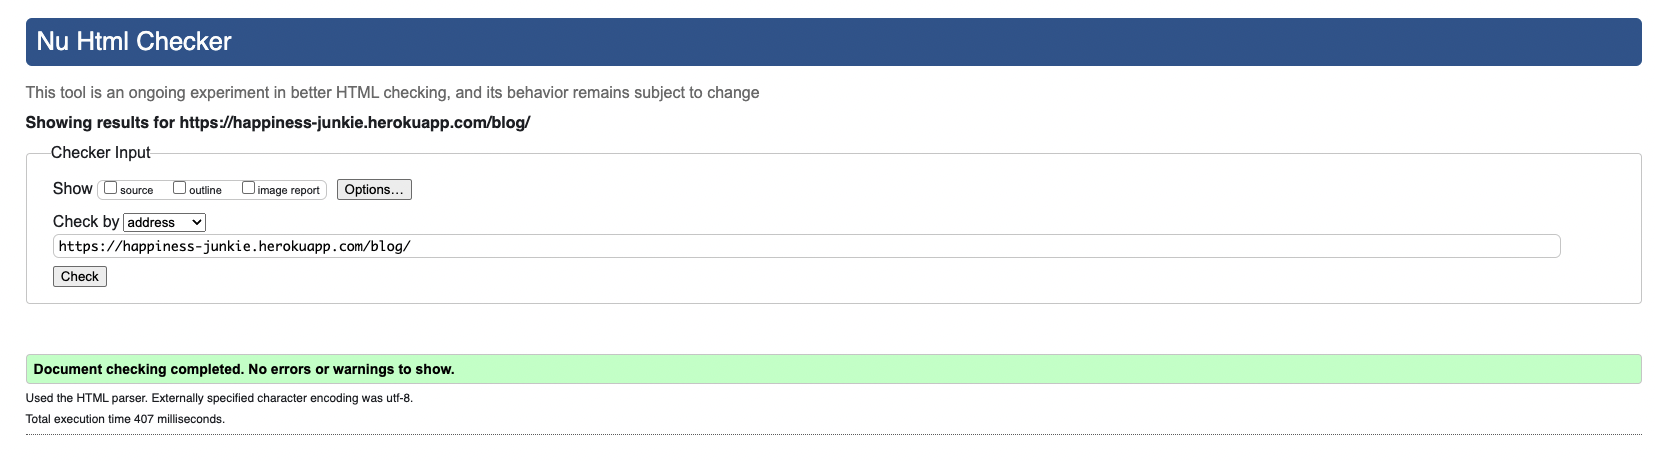 Nu Html Checker
This tool is an ongoing experiment in better HTML checking, and its behavior remains subject to change
Showing results for https://happiness-junkie.herokuapp.com/blog/
Checker Input
Show source outline image report Options...
Check by address
https://happiness-junkie.herokuapp.com/blog/
Check
Document checking completed. No errors or warnings to show.
Used the HTML parser. Externally specified character encoding was utf-8.
Total execution time 407 milliseconds.